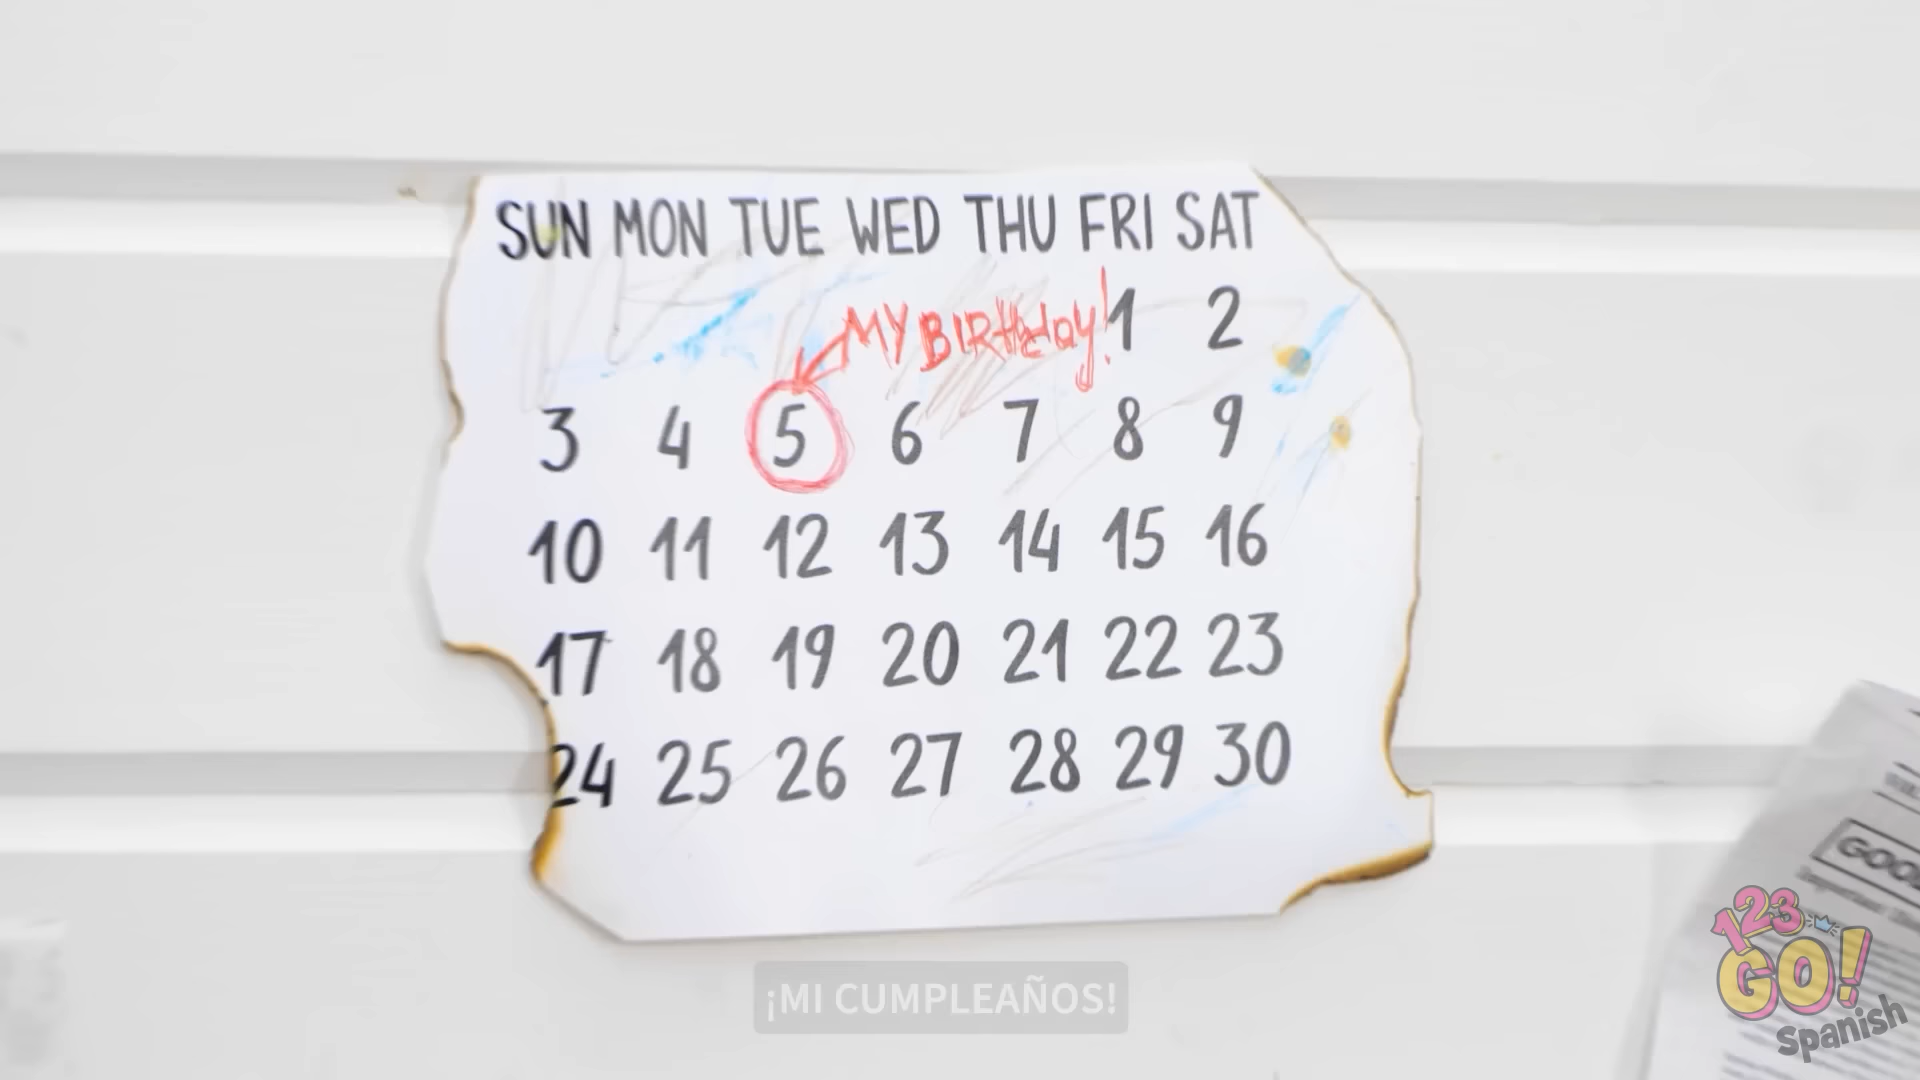 SUN MON TUE WED THU FRI SAT
MY BIRthday!
1 2
3 4 5 6 7 8 9
10 11 12 13 14 15 16
17 18 19 20 21 22 23
24 25 26 27 28 29 30
¡MI CUMPLEAÑOS!
123
GO!
Spanish